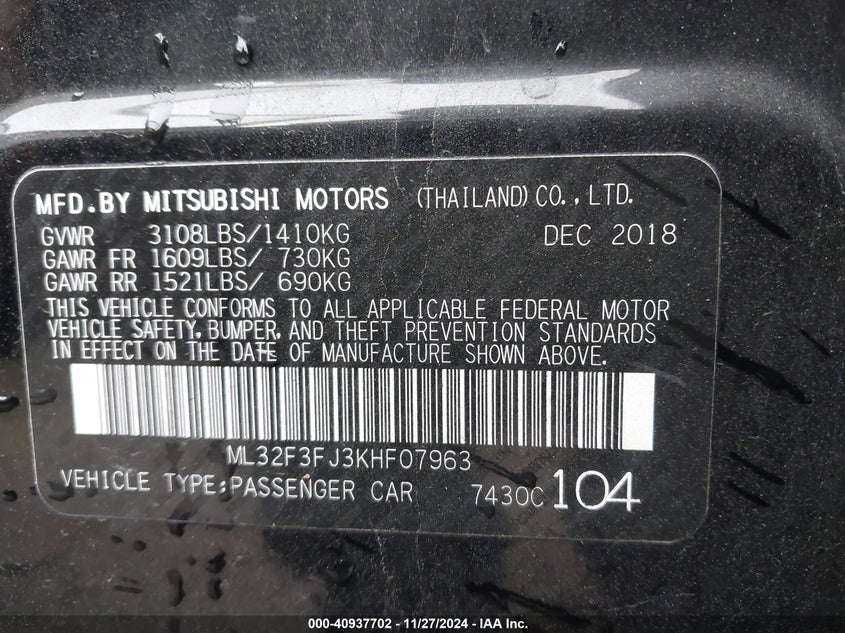 MFD.BY MITSUBISHI MOTORS (THAILAND) CO., LTD.
GVWR 3108LBS/1410KG DEC 2018
GAWR FR 1609LBS/ 730KG
GAWR RR 1521LBS/ 690KG
THIS VEHICLE CONFORMS TO ALL APPLICABLE FEDERAL MOTOR
VEHICLE SAFETY, BUMPER, AND THEFT PREVENTION STANDARDS
IN EFFECT ON THE DATE OF MANUFACTURE SHOWN ABOVE.
ML32F3FJ3KHF07963
VEHICLE TYPE:PASSENGER CAR 7430C 104
000-40937702 - 11/27/2024 - IAA Inc.